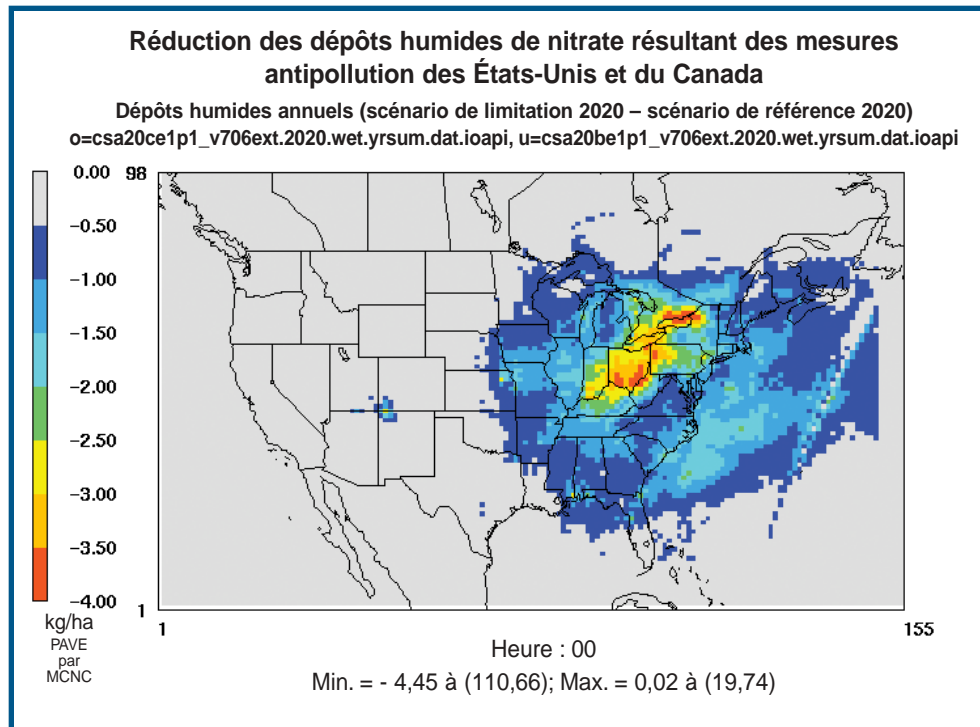 Réduction des dépôts humides de nitrate résultant des mesures
antipollution des États-Unis et du Canada
Dépôts humides annuels (scénario de limitation 2020 – scénario de référence 2020)
o=csa20ce1p1_v706ext.2020.wet.yrsum.dat.ioapi, u=csa20be1p1_v706ext.2020.wet.yrsum.dat.ioapi
0.00 98
−0.50
−1.00
−1.50
−2.00
−2.50
−3.00
−3.50
−4.00 1
kg/ha
1 155
PAVE
par
MCNC
Heure : 00
Min. = - 4,45 à (110,66); Max. = 0,02 à (19,74)